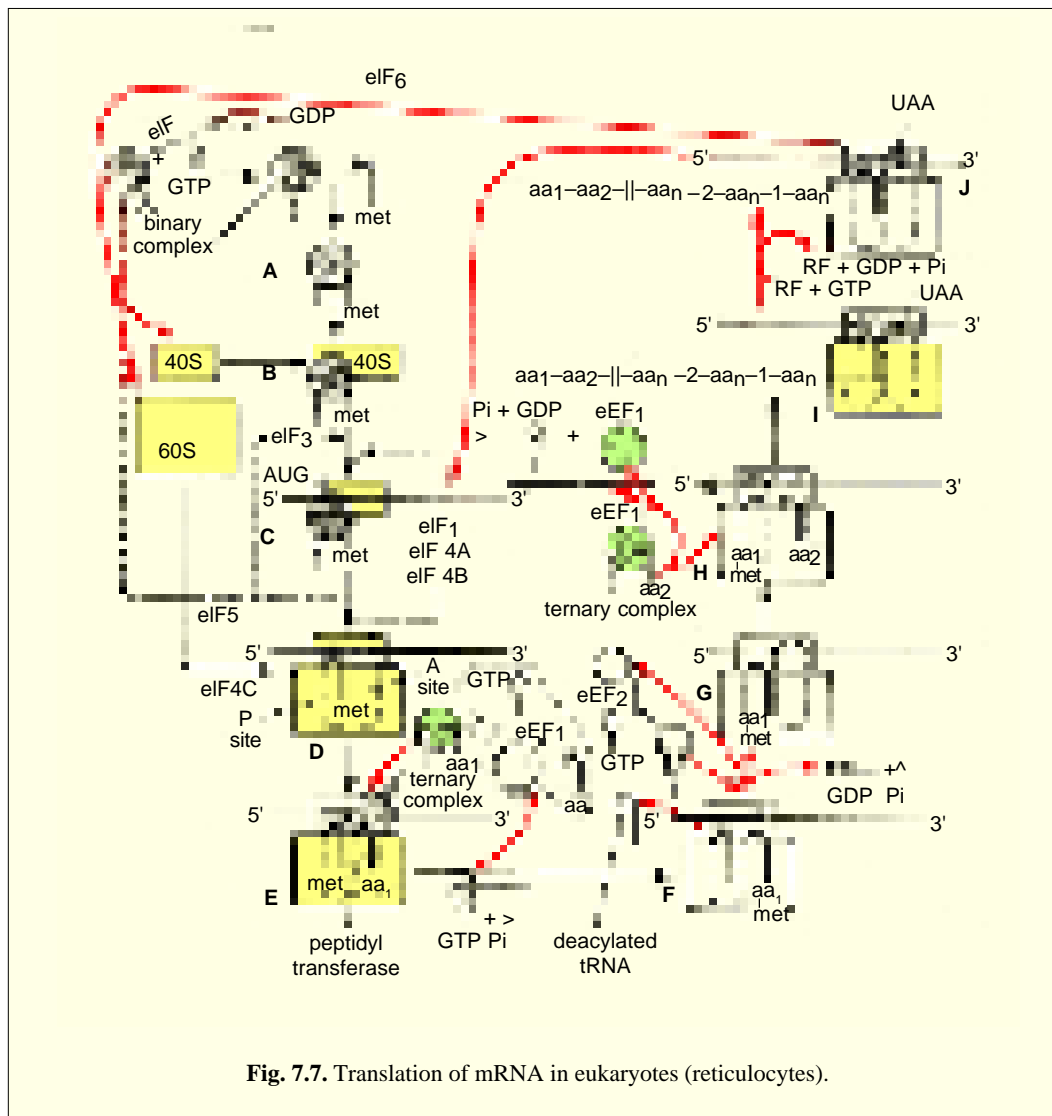 eIF6
UAA
eIF
GDP
5' 3'
+
GTP
aa1–aa2–||–aan –2–aan–1–aan
J
met
binary
complex
A
RF + GDP + Pi
RF + GTP
UAA
met
5' 3'
40S
B
40S
aa1–aa2–||–aan –2–aan–1–aan
met
Pi + GDP
eEF1
I
>
+
eIF3
60S
AUG
5' 3'
5'
eEF1
C
eIF1
met
eIF 4A
aa1
aa2
eIF 4B
H
met
aa2
ternary complex
eIF5
5' 3'
5' 3'
A
site
GTP
eIF4C
eEF2
G
met
P
site
aa1
met
eEF1
D
GTP
aa1
ternary
complex
+^
GDP Pi
aa
5' 3'
5' 3'
met aa1
E
F
aa1
met
+ >
GTP Pi
peptidyl
transferase
deacylated
tRNA
Fig. 7.7. Translation of mRNA in eukaryotes (reticulocytes).